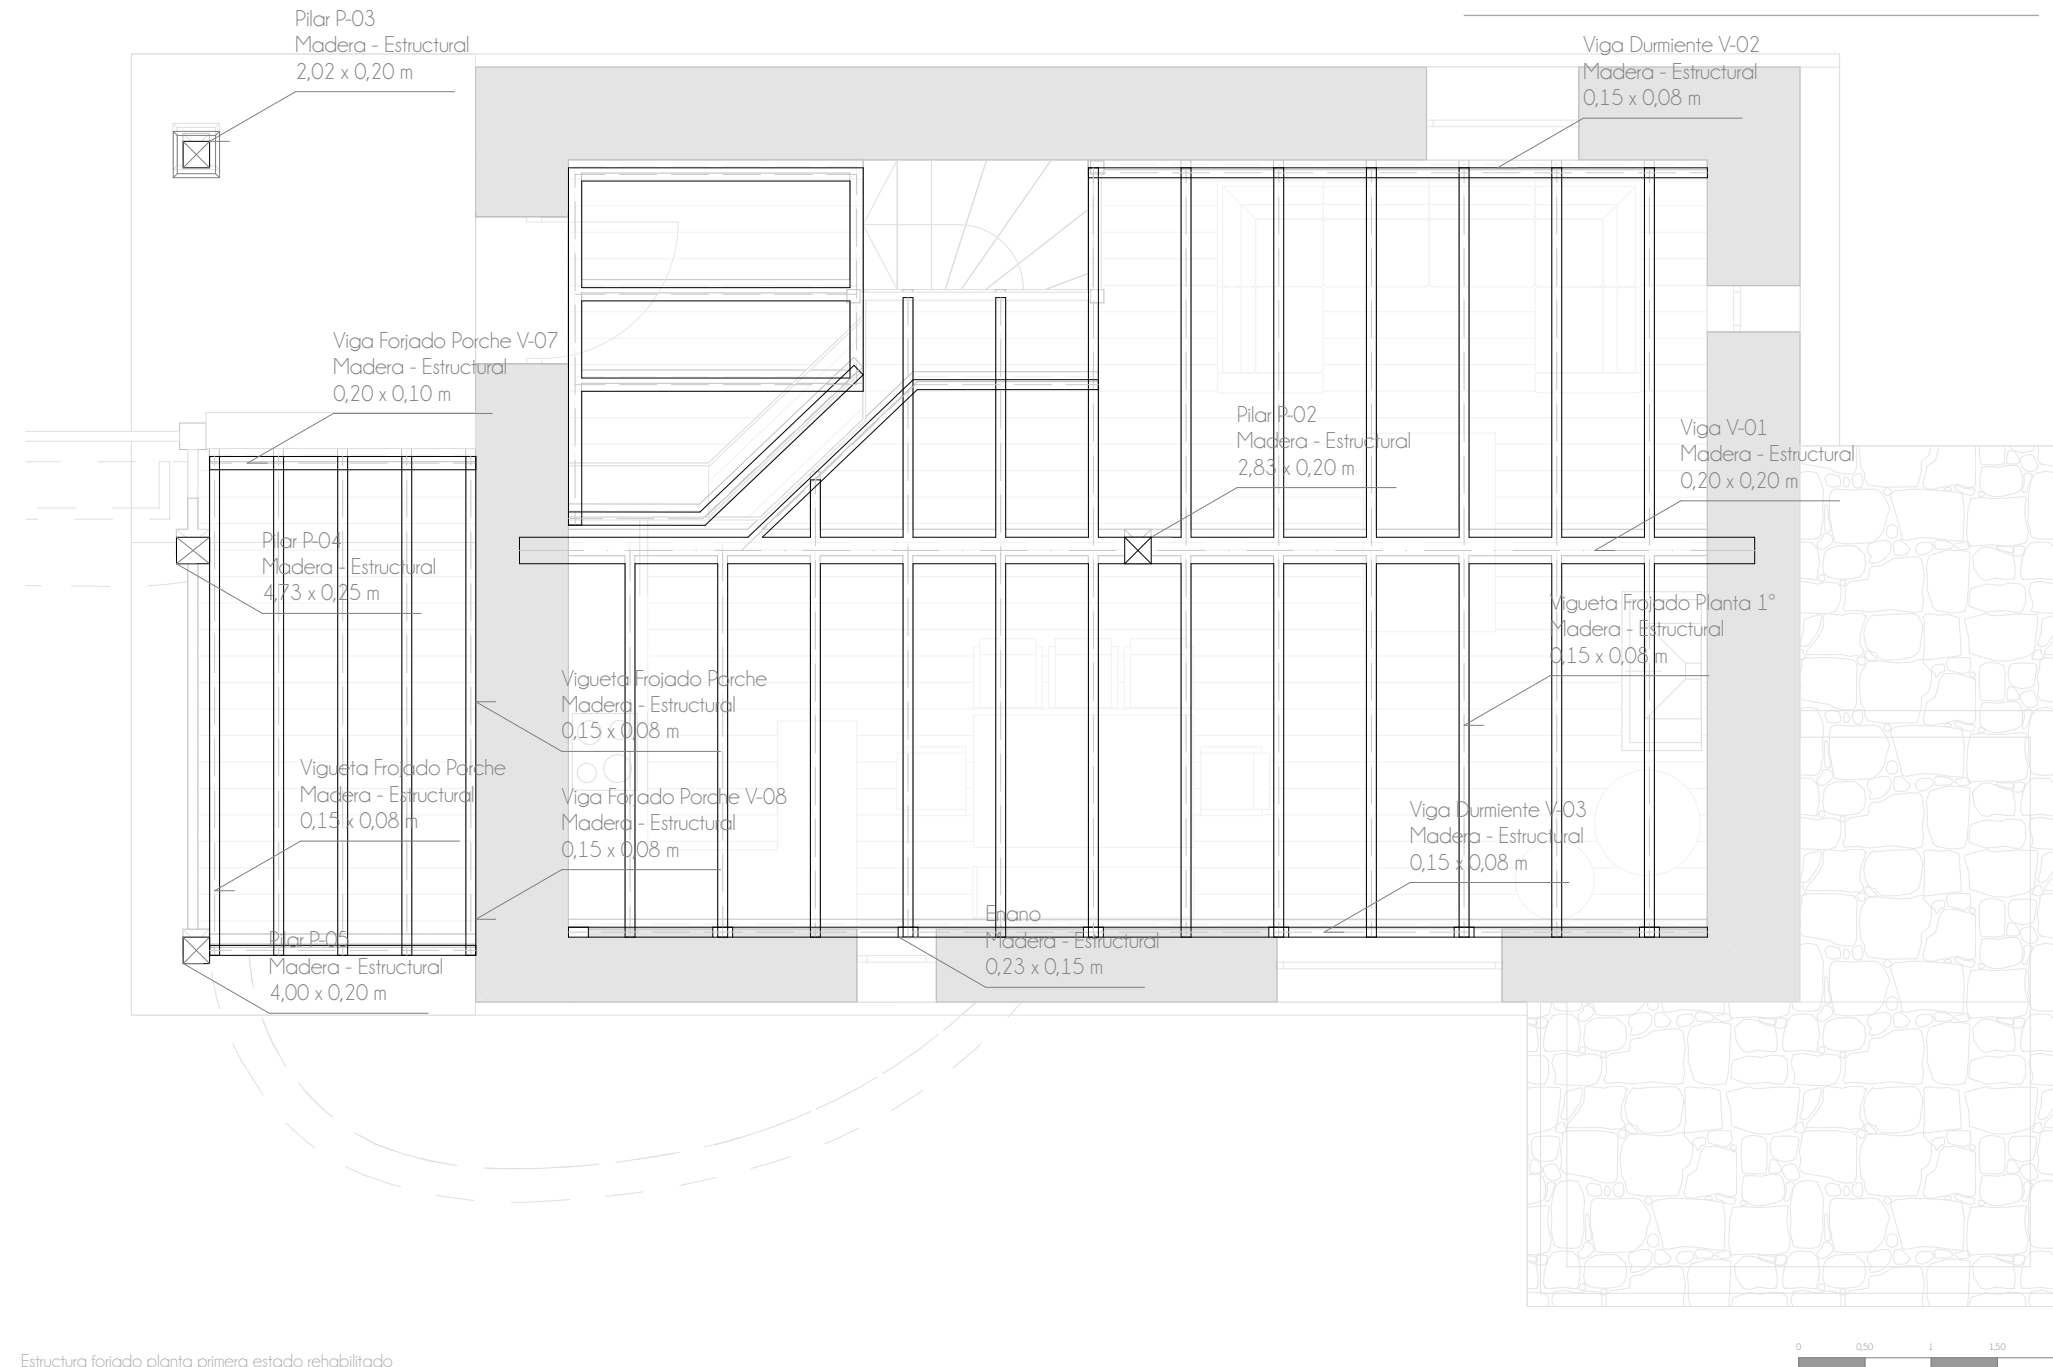 Pilar P-03
Madera - Estructural
2,02 x 0,20 m
Viga Durmiente V-02
Madera - Estructural
0,15 x 0,08 m
Viga Forjado Porche V-07
Madera - Estructural
0,20 x 0,10 m
Pilar P-02
Madera - Estructural
2,83 x 0,20 m
Viga V-01
Madera - Estructural
0,20 x 0,20 m
Pilar P-04
Madera - Estructural
4,73 x 0,25 m
Vigueta Frojado Planta 1°
Madera - Estructural
0,15 x 0,08 m
Vigueta Frojado Porche
Madera - Estructural
0,15 x 0,08 m
Vigueta Frojado Porche
Madera - Estructural
0,15 x 0,08 m
Viga Forjado Porche V-08
Madera - Estructural
0,15 x 0,08 m
Viga Durmiente V-03
Madera - Estructural
0,15 x 0,08 m
Enano
Madera - Estructural
0,23 x 0,15 m
Pilar P-05
Madera - Estructural
4,00 x 0,20 m
Estructura forjado planta primera estado rehabilitado
0 0,50 1 1,50